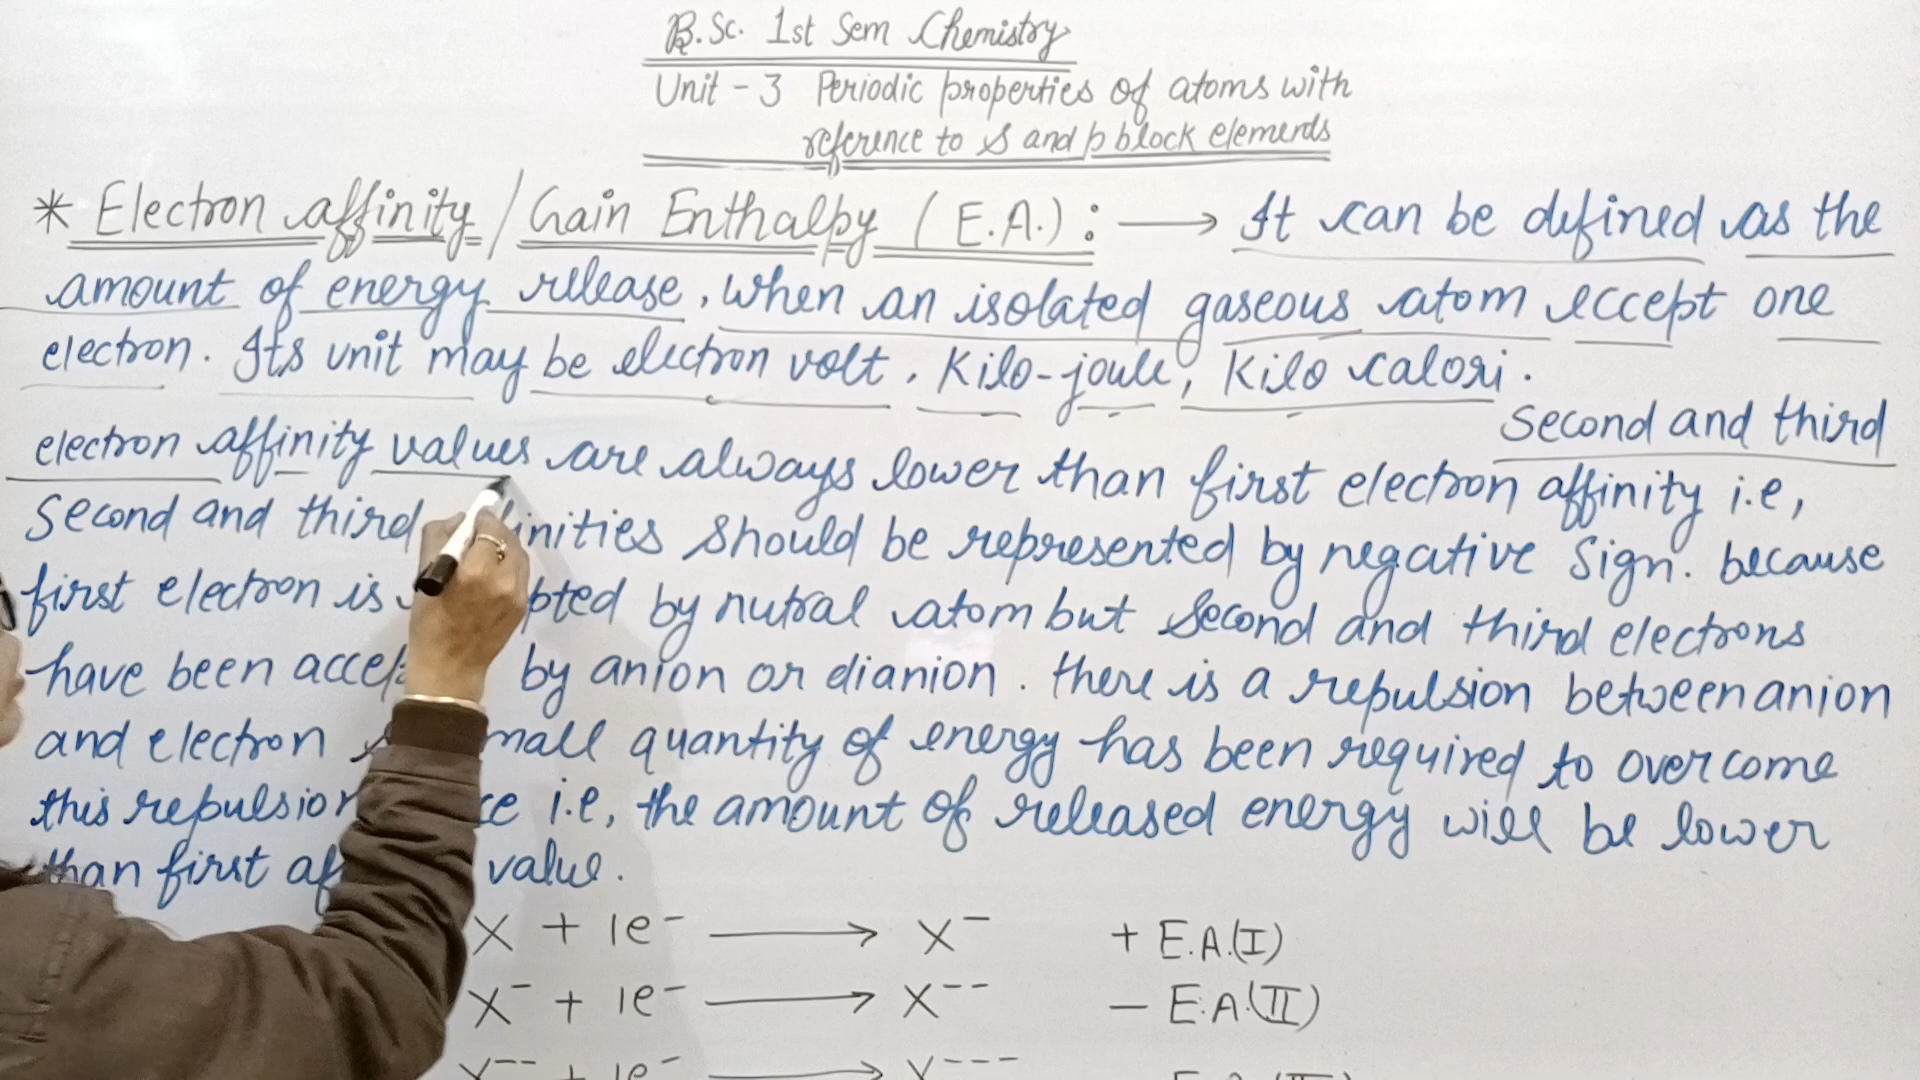 B.Sc. 1st Sem Chemistry
Unit - 3 Periodic properties of atoms with
reference to s and p block elements
* Electron affinity / Gain Enthalpy ( E.A.) : → It can be defined as the
amount of energy release, when an isolated gaseous atom eccept one
electron. Its unit may be electron volt, Kilo-joule, Kilo calori.
Second and third
electron affinity values are always lower than first electron affinity i.e,
Second and third inities should be represented by negative Sign. because
first electron is pted by nutral atom but second and third electrons
have been accep by anion or dianion. there is a repulsion between anion
and electron small quantity of energy has been required to overcome
this repulsion ce i.e, the amount of released energy will be lower
than first af value.
X + 1e⁻ → X⁻ + E.A.(I)
X⁻ + 1e⁻ → X⁻⁻ - E.A.(II)
X⁻⁻ + 1e⁻ → X⁻⁻⁻